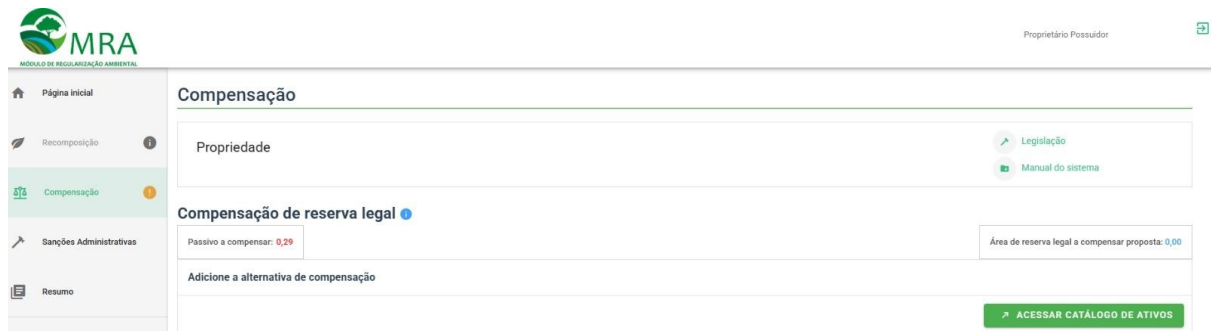 MRA
MÓDULO DE REGULARIZAÇÃO AMBIENTAL
Proprietário Possuidor
Página inicial
Recomposição
Compensação
Sanções Administrativas
Resumo
Compensação
Propriedade
Legislação
Manual do sistema
Compensação de reserva legal
Passivo a compensar: 0,29
Área de reserva legal a compensar proposta: 0,00
Adicione a alternativa de compensação
ACESSAR CATÁLOGO DE ATIVOS